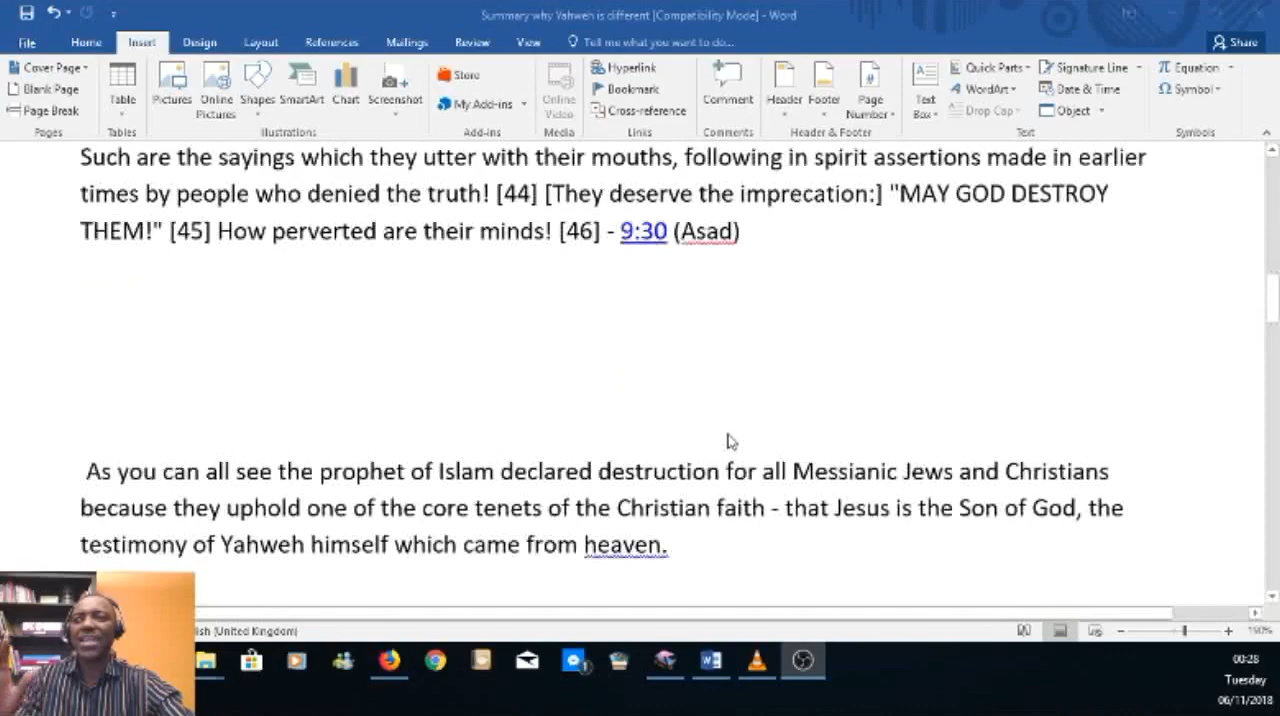 Summary why Yahweh is different [Compatibility Mode] - Word
File Home Insert Design Layout References Mailings Review View Tell me what you want to do... Share
Cover Page
Blank Page
Page Break
Pages
Table
Tables
Pictures
Online Pictures
Shapes
SmartArt
Chart
Screenshot
Illustrations
Store
My Add-ins
Add-ins
Online Video
Media
Hyperlink
Bookmark
Cross-reference
Links
Comment
Comments
Header
Footer
Page Number
Header & Footer
Text Box
Quick Parts
WordArt
Drop Cap
Signature Line
Date & Time
Object
Text
Equation
Symbol
Symbols
Such are the sayings which they utter with their mouths, following in spirit assertions made in earlier
times by people who denied the truth! [44] [They deserve the imprecation:] "MAY GOD DESTROY
THEM!" [45] How perverted are their minds! [46] - 9:30 (Asad)
As you can all see the prophet of Islam declared destruction for all Messianic Jews and Christians
because they uphold one of the core tenets of the Christian faith - that Jesus is the Son of God, the
testimony of Yahweh himself which came from heaven.
ish (United Kingdom)
190%
00:28
Tuesday
06/11/2018